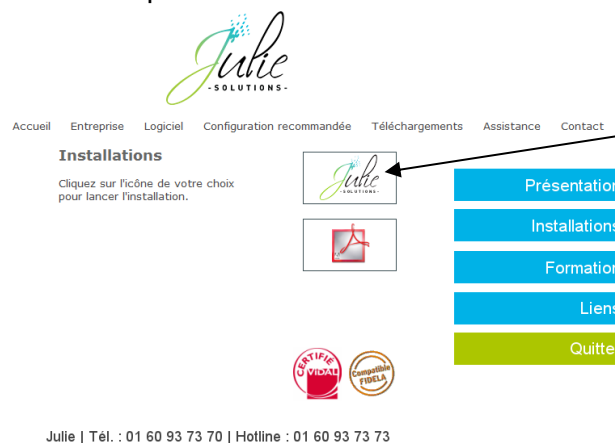 Julie
-SOLUTIONS-
Accueil Entreprise Logiciel Configuration recommandée Téléchargements Assistance Contact
Installations
Cliquez sur l'icône de votre choix
pour lancer l'installation.
Julie
-SOLUTIONS-
Présentation
Installations
Formation
Liens
Quitte
CERTIFIÉ
VIDAL
Compatible
FIDELA
Julie | Tél. : 01 60 93 73 70 | Hotline : 01 60 93 73 73